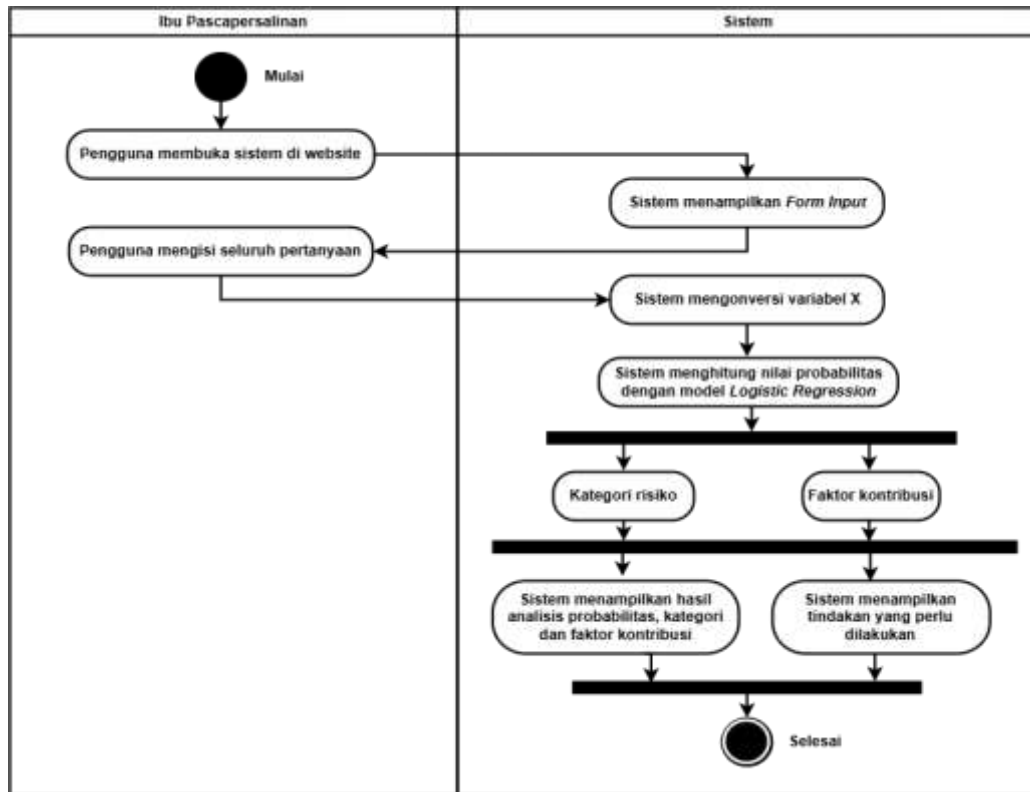 Ibu Pascapersalinan
Sistem
Mulai
Pengguna membuka sistem di website
Sistem menampilkan Form Input
Pengguna mengisi seluruh pertanyaan
Sistem mengonversi variabel X
Sistem menghitung nilai probabilitas
dengan model Logistic Regression
Kategori risiko
Faktor kontribusi
Sistem menampilkan hasil
analisis probabilitas, kategori
dan faktor kontribusi
Sistem menampilkan
tindakan yang perlu
dilakukan
Selesai